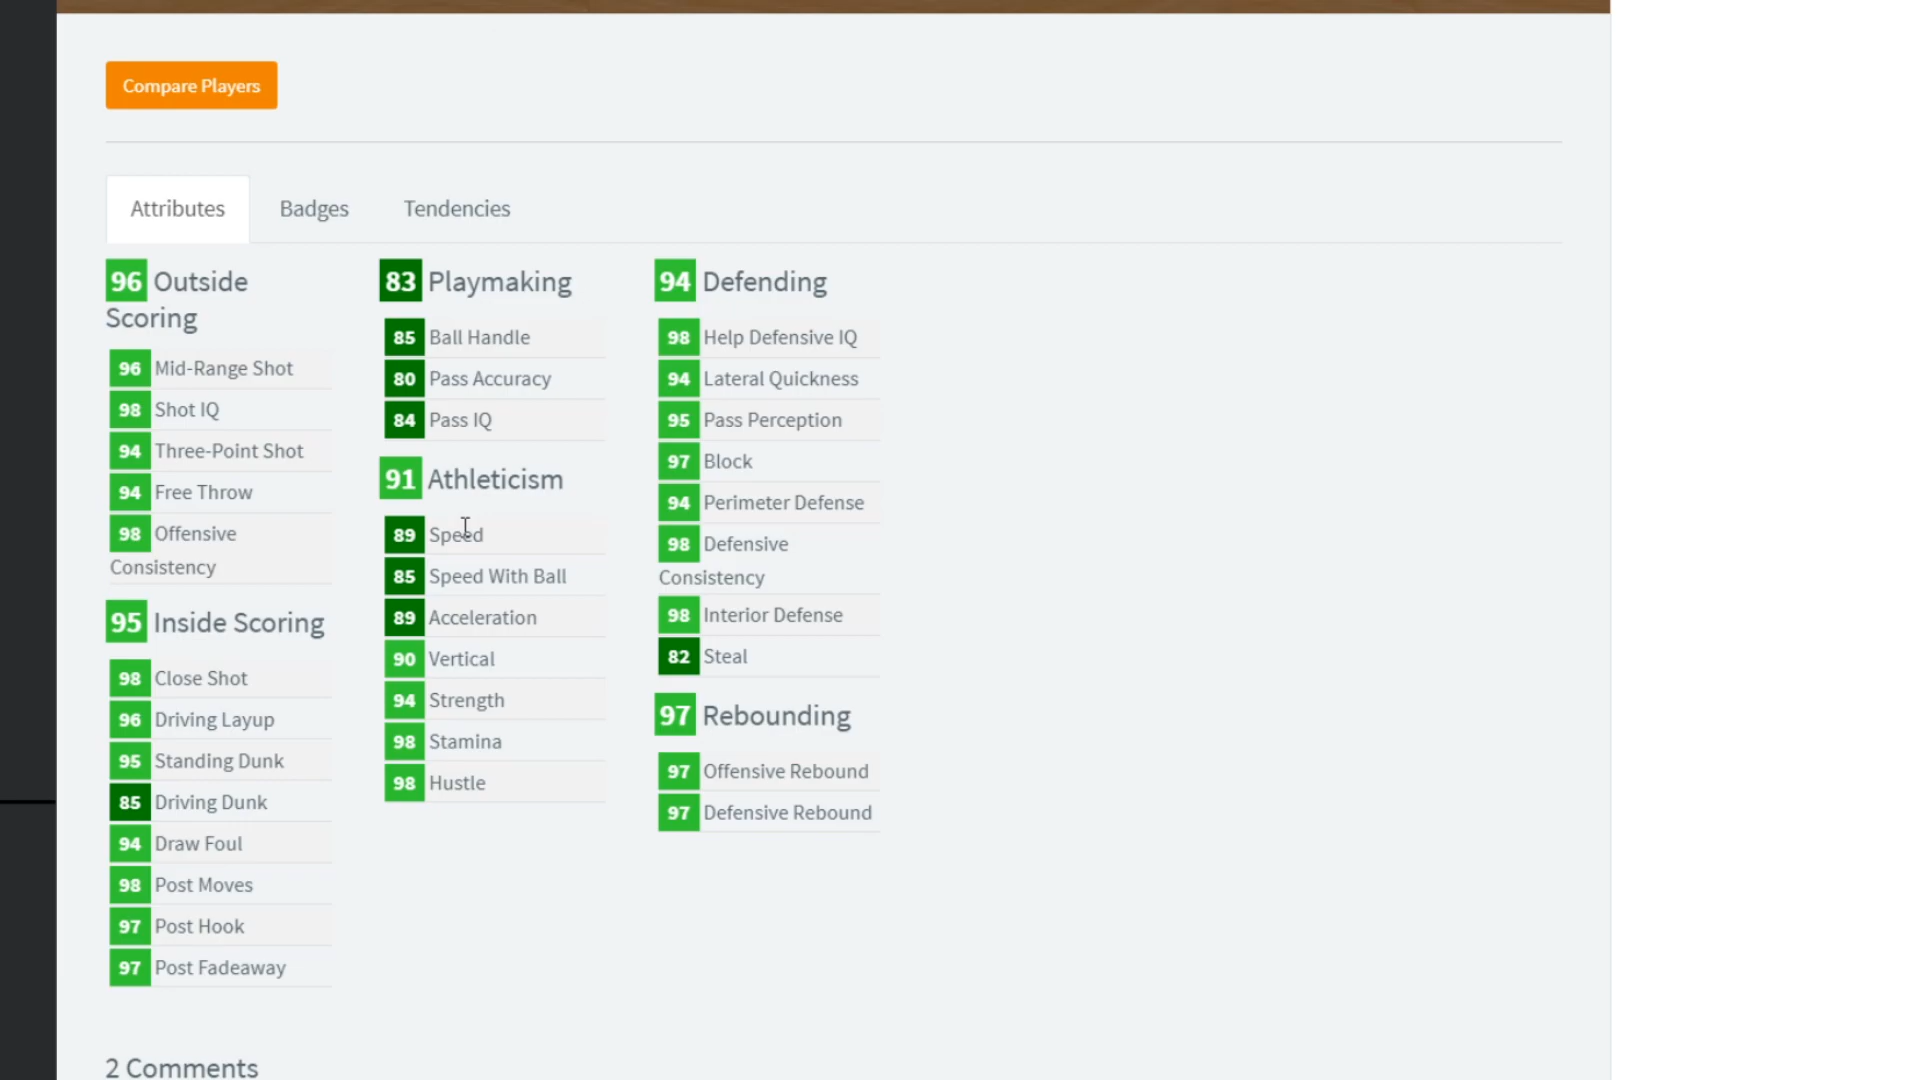 Compare Players
Attributes
Badges
Tendencies
96 Outside
Scoring
96 Mid-Range Shot
98 Shot IQ
94 Three-Point Shot
94 Free Throw
98 Offensive
Consistency
95 Inside Scoring
98 Close Shot
96 Driving Layup
95 Standing Dunk
85 Driving Dunk
94 Draw Foul
98 Post Moves
97 Post Hook
97 Post Fadeaway
83 Playmaking
85 Ball Handle
80 Pass Accuracy
84 Pass IQ
91 Athleticism
89 Speed
85 Speed With Ball
89 Acceleration
90 Vertical
94 Strength
98 Stamina
98 Hustle
94 Defending
98 Help Defensive IQ
94 Lateral Quickness
95 Pass Perception
97 Block
94 Perimeter Defense
98 Defensive
Consistency
98 Interior Defense
82 Steal
97 Rebounding
97 Offensive Rebound
97 Defensive Rebound
2 Comments